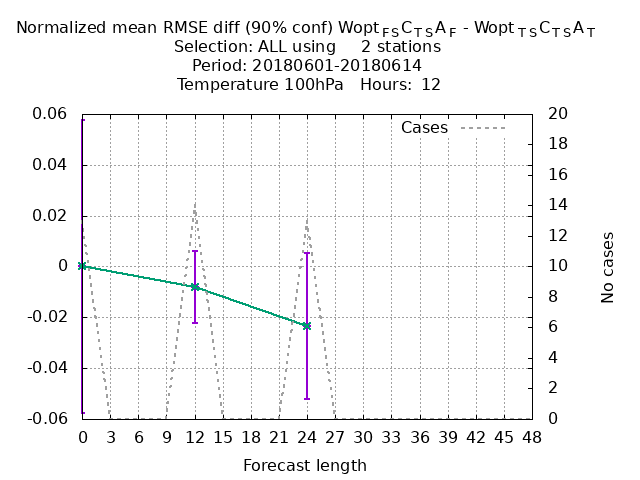 Normalized mean RMSE diff (90% conf) Wopt FS C TS A F - Wopt TS C TS A T
Selection: ALL using 2 stations
Period: 20180601-20180614
Temperature 100hPa Hours: 12
Cases
0.06
0.04
0.02
0
-0.02
-0.04
-0.06
20
18
16
14
12
10
8
6
4
2
0
No cases
0 3 6 9 12 15 18 21 24 27 30 33 36 39 42 45 48
Forecast length